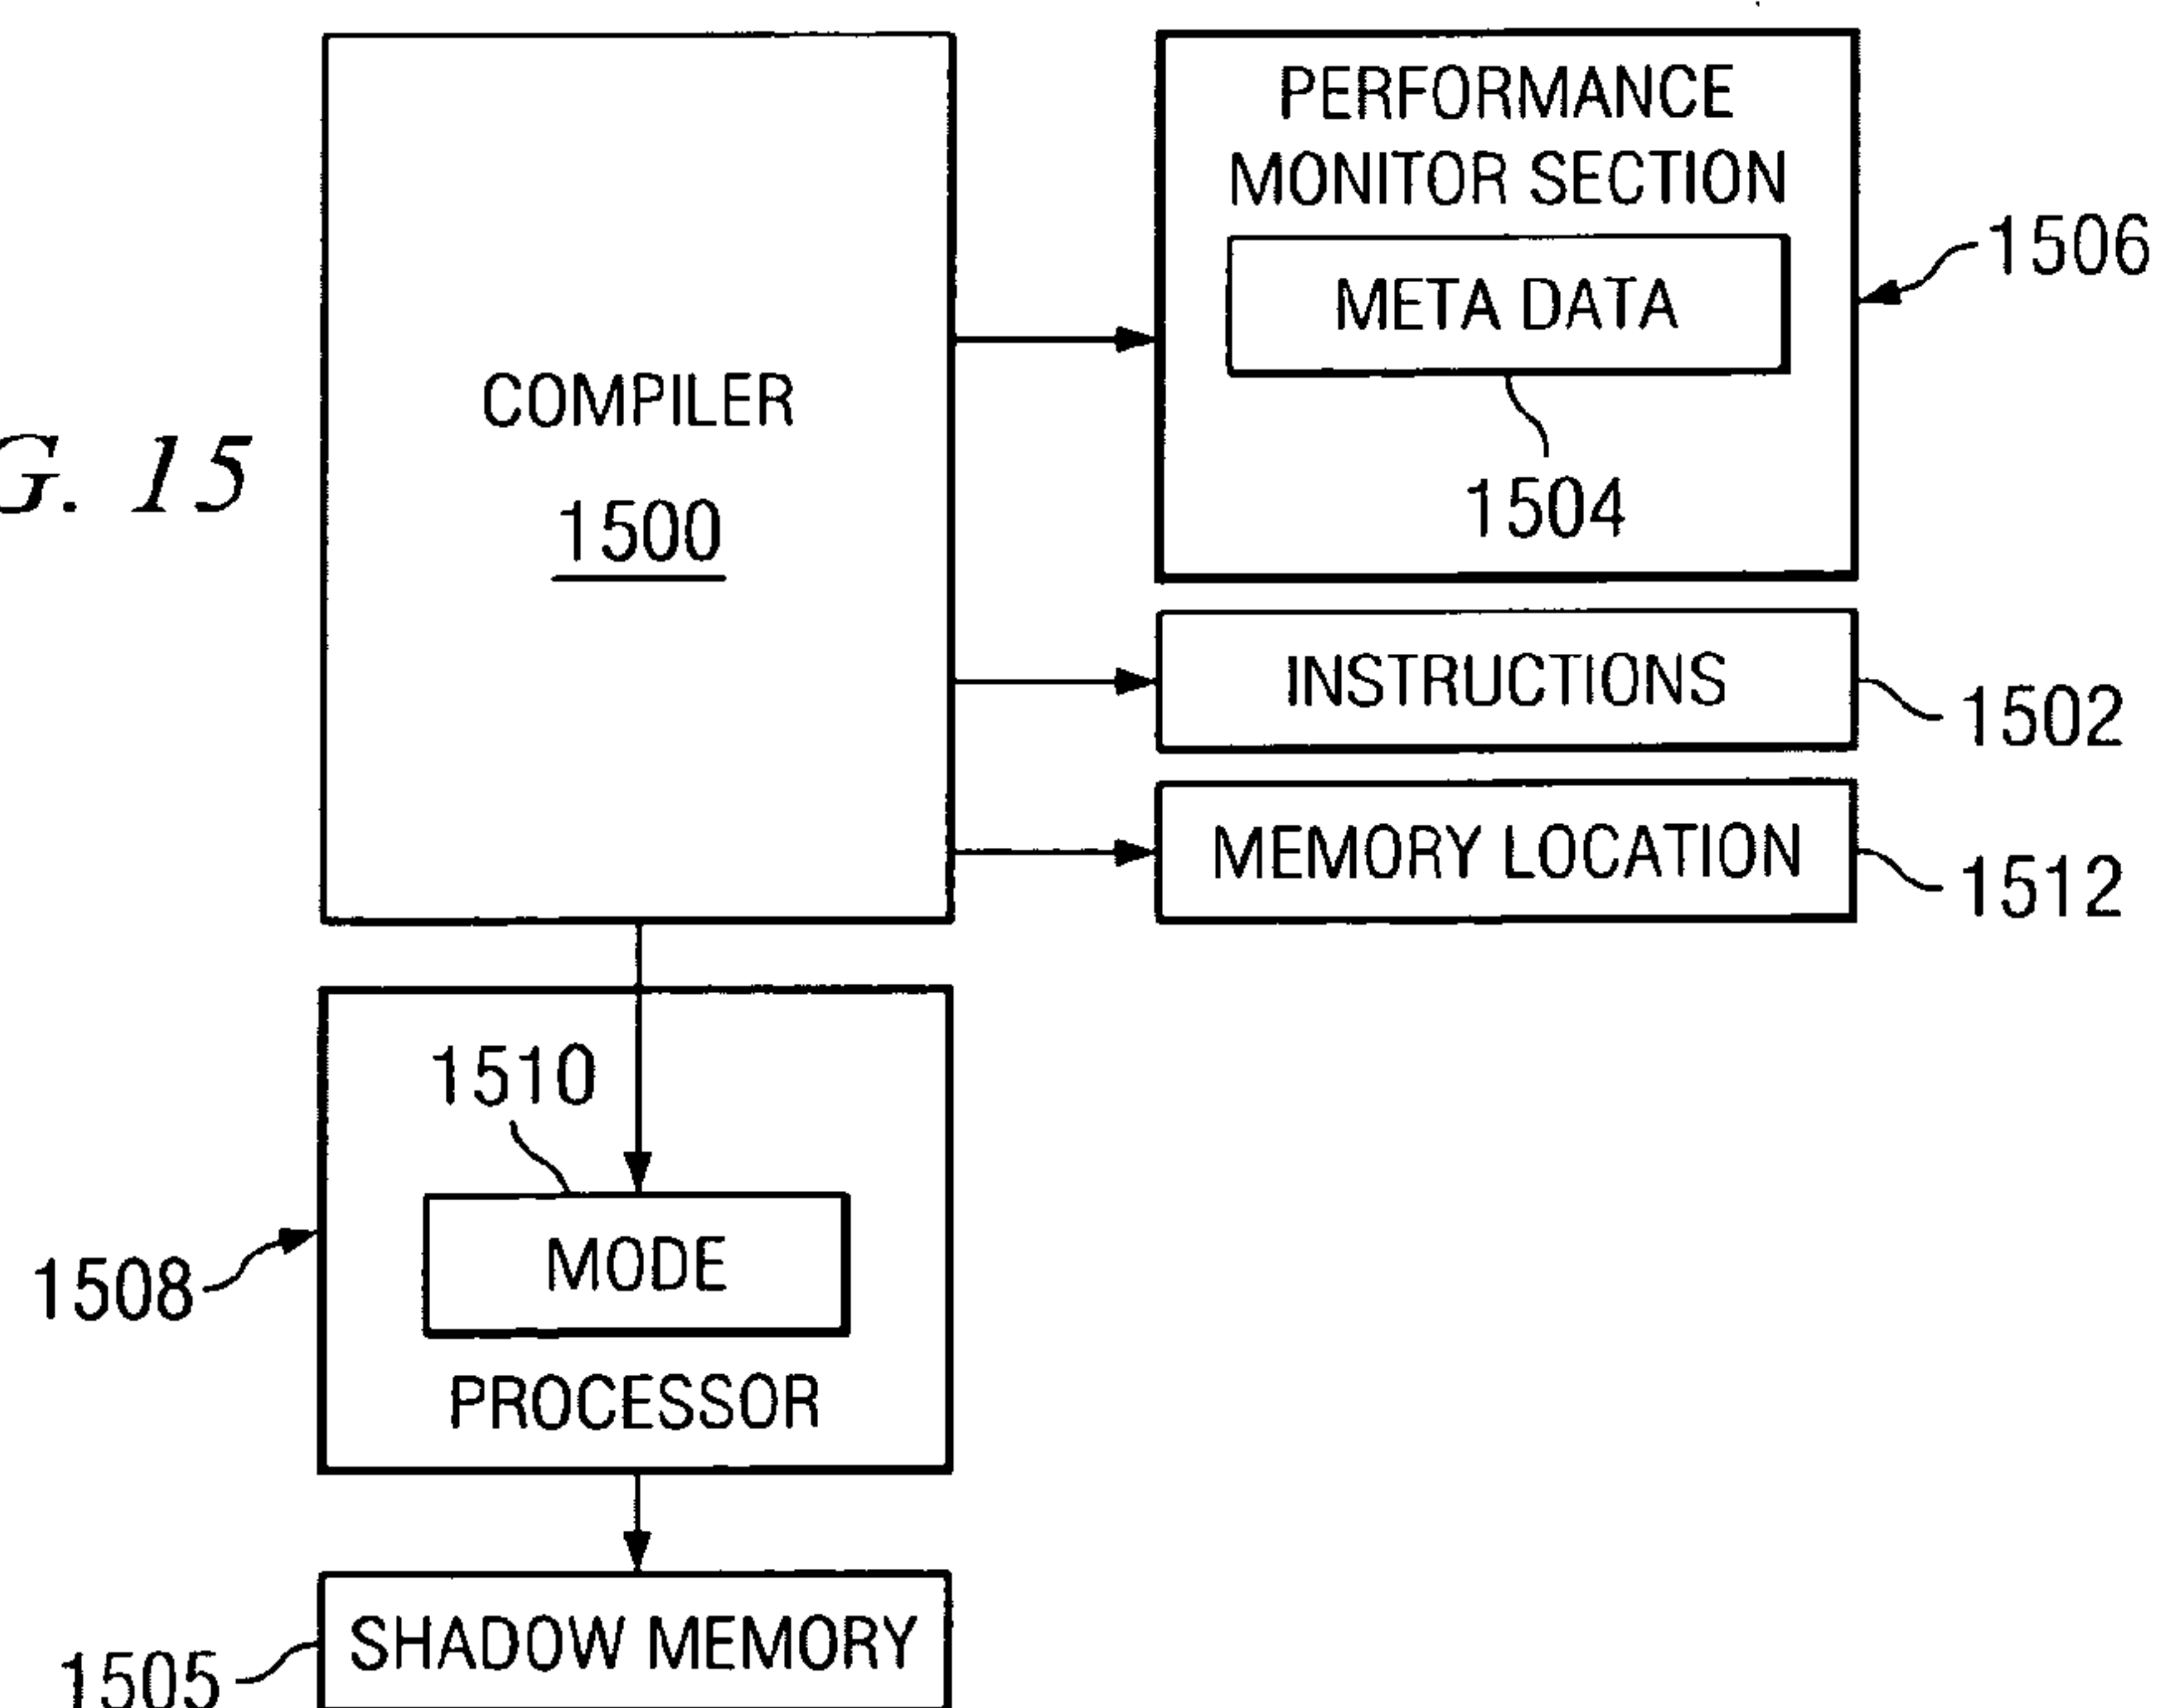 PERFORMANCE
MONITOR SECTION
META DATA
1506
1504
COMPILER
1500
G. 15
INSTRUCTIONS
1502
MEMORY LOCATION
1512
1510
MODE
1508
PROCESSOR
SHADOW MEMORY
1505